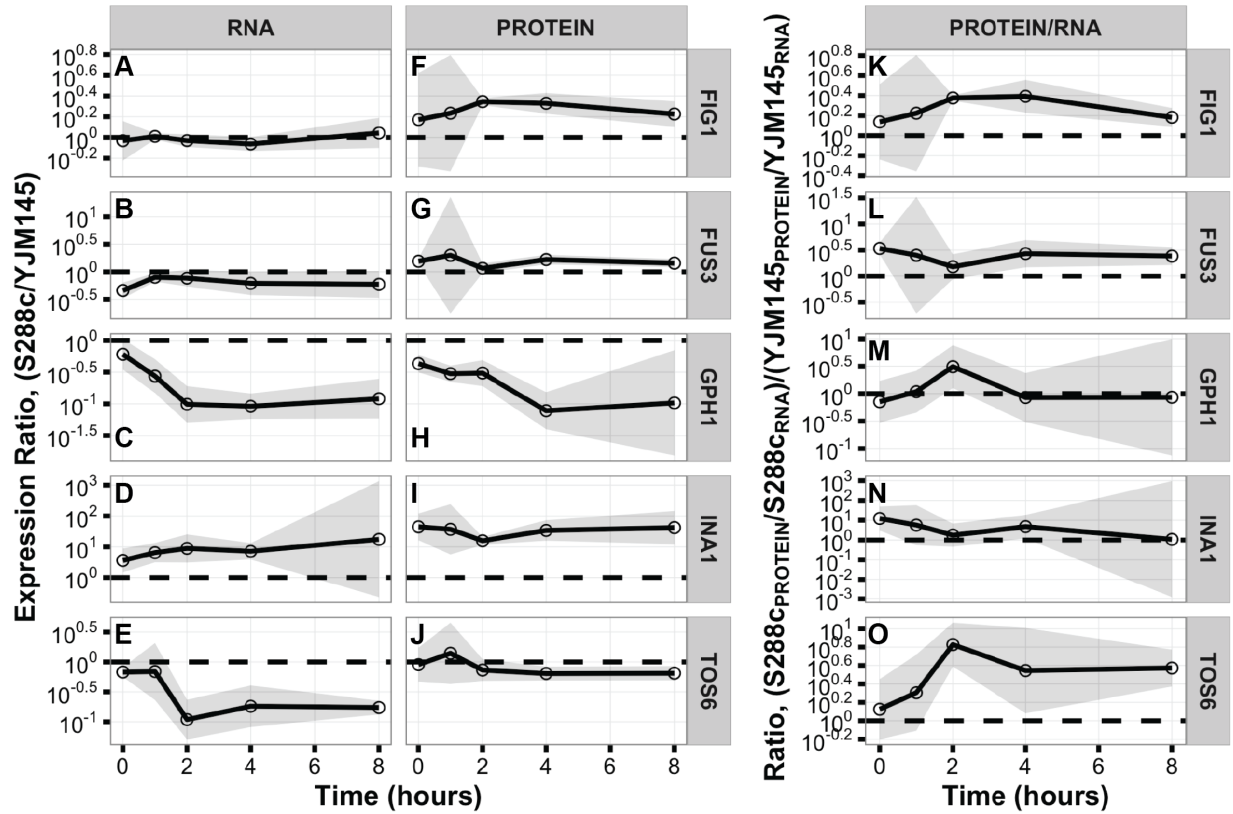 RNA
PROTEIN
PROTEIN/RNA
Expression Ratio, (S288c/YJM145)
A
10^0.8
10^0.6
10^0.4
10^0.2
10^0
10^-0.2
F
FIG1
B
10^1
10^0.5
10^0
10^-0.5
G
FUS3
C
10^0
10^-0.5
10^-1
10^-1.5
H
GPH1
D
10^3
10^2
10^1
10^0
I
INA1
E
10^0.5
10^0
10^-0.5
10^-1
J
TOS6
0 2 4 6 8
0 2 4 6 8
Time (hours)
Ratio, (S288cPROTEIN/S288cRNA)/(YJM145PROTEIN/YJM145RNA)
K
10^0.8
10^0.6
10^0.4
10^0.2
10^0
10^-0.2
10^-0.4
FIG1
L
10^1.5
10^1
10^0.5
10^0
10^-0.5
FUS3
M
10^1
10^0.5
10^0
10^-0.5
10^-1
GPH1
N
10^3
10^2
10^1
10^0
10^-1
10^-2
10^-3
INA1
O
10^1
10^0.8
10^0.6
10^0.4
10^0.2
10^0
10^-0.2
TOS6
0 2 4 6 8
Time (hours)